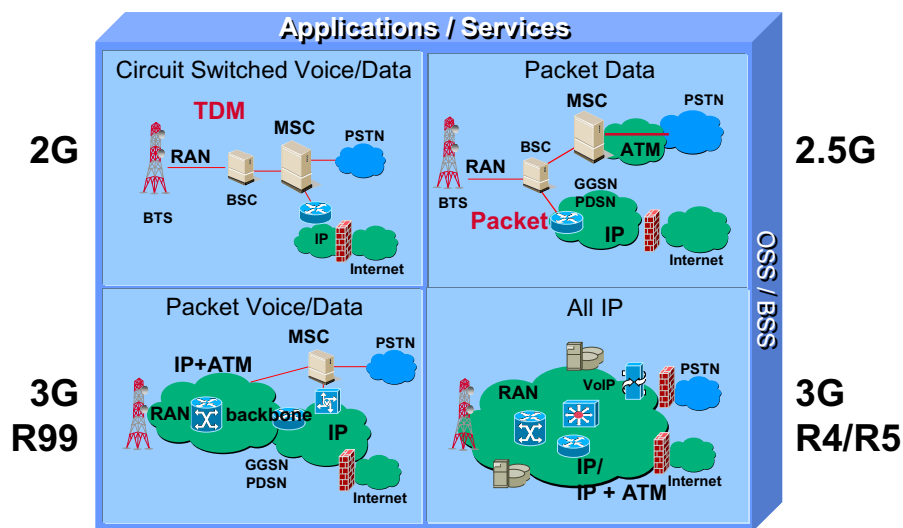 Applications / Services
2G
Circuit Switched Voice/Data
TDM
MSC
PSTN
RAN
BTS
BSC
IP
Internet
Packet Data
MSC
PSTN
BSC
ATM
RAN
GGSN
PDSN
BTS
Packet
IP
Internet
2.5G
OSS / BSS
3G
R99
Packet Voice/Data
MSC
IP+ATM
PSTN
RAN
backbone
IP
GGSN
PDSN
Internet
All IP
VoIP
PSTN
RAN
IP/
IP + ATM
Internet
3G
R4/R5